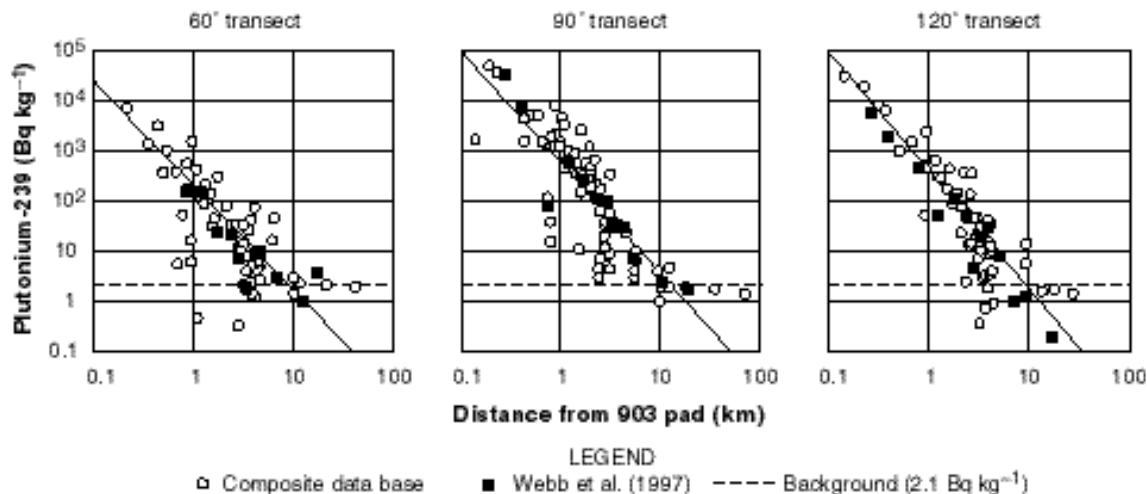 60° transect 90° transect 120° transect
Plutonium-239 (Bq kg⁻¹)
10⁵
10⁴
10³
10²
10
1
0.1
0.1 1 10 100 0.1 1 10 100 0.1 1 10 100
Distance from 903 pad (km)
LEGEND
Composite data base Webb et al. (1997) Background (2.1 Bq kg⁻¹)